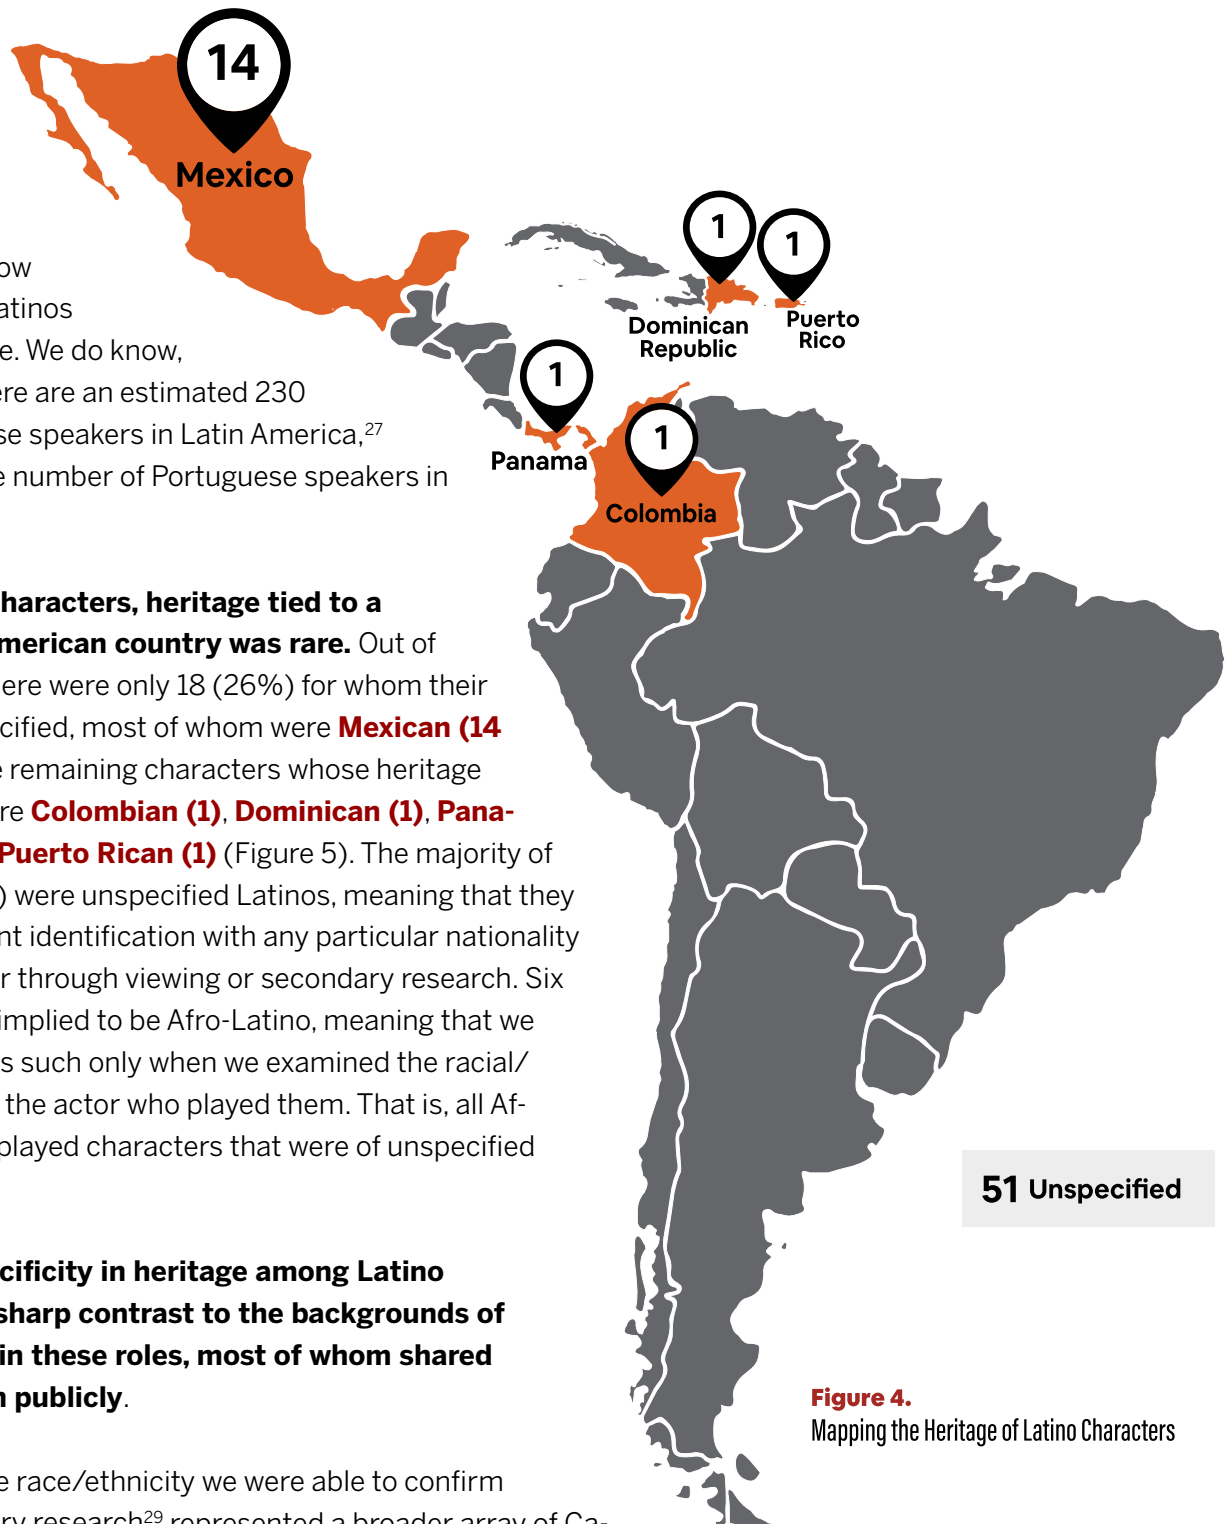 14
Mexico
1
1
Dominican
Republic
Puerto
Rico
1
Panama
1
Colombia
ow
atinos
e. We do know,
ere are an estimated 230
se speakers in Latin America,27
e number of Portuguese speakers in
haracters, heritage tied to a
merican country was rare. Out of
ere were only 18 (26%) for whom their
cified, most of whom were Mexican (14
e remaining characters whose heritage
re Colombian (1), Dominican (1), Pana-
Puerto Rican (1) (Figure 5). The majority of
) were unspecified Latinos, meaning that they
nt identification with any particular nationality
r through viewing or secondary research. Six
implied to be Afro-Latino, meaning that we
s such only when we examined the racial/
the actor who played them. That is, all Af-
played characters that were of unspecified
cificity in heritage among Latino
sharp contrast to the backgrounds of
in these roles, most of whom shared
n publicly.
e race/ethnicity we were able to confirm
ry research29 represented a broader array of Ca-
51 Unspecified
Figure 4.
Mapping the Heritage of Latino Characters